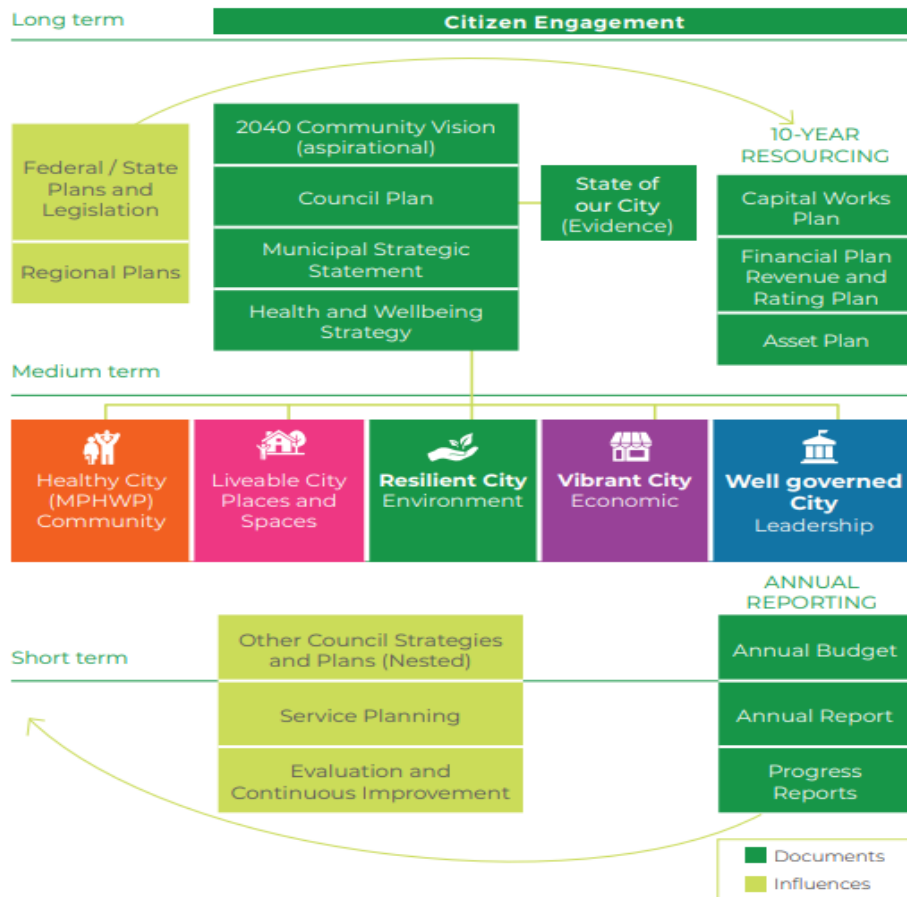 Long term
Citizen Engagement
Federal / State
Plans and
Legislation
Regional Plans
2040 Community Vision
(aspirational)
Council Plan
Municipal Strategic
Statement
Health and Wellbeing
Strategy
State of
our City
(Evidence)
10-YEAR
RESOURCING
Capital Works
Plan
Financial Plan
Revenue and
Rating Plan
Asset Plan
Medium term
Healthy City
(MPHWP)
Community
Liveable City
Places and
Spaces
Resilient City
Environment
Vibrant City
Economic
Well governed
City
Leadership
Short term
Other Council Strategies
and Plans (Nested)
Service Planning
Evaluation and
Continuous Improvement
ANNUAL
REPORTING
Annual Budget
Annual Report
Progress
Reports
Documents
Influences